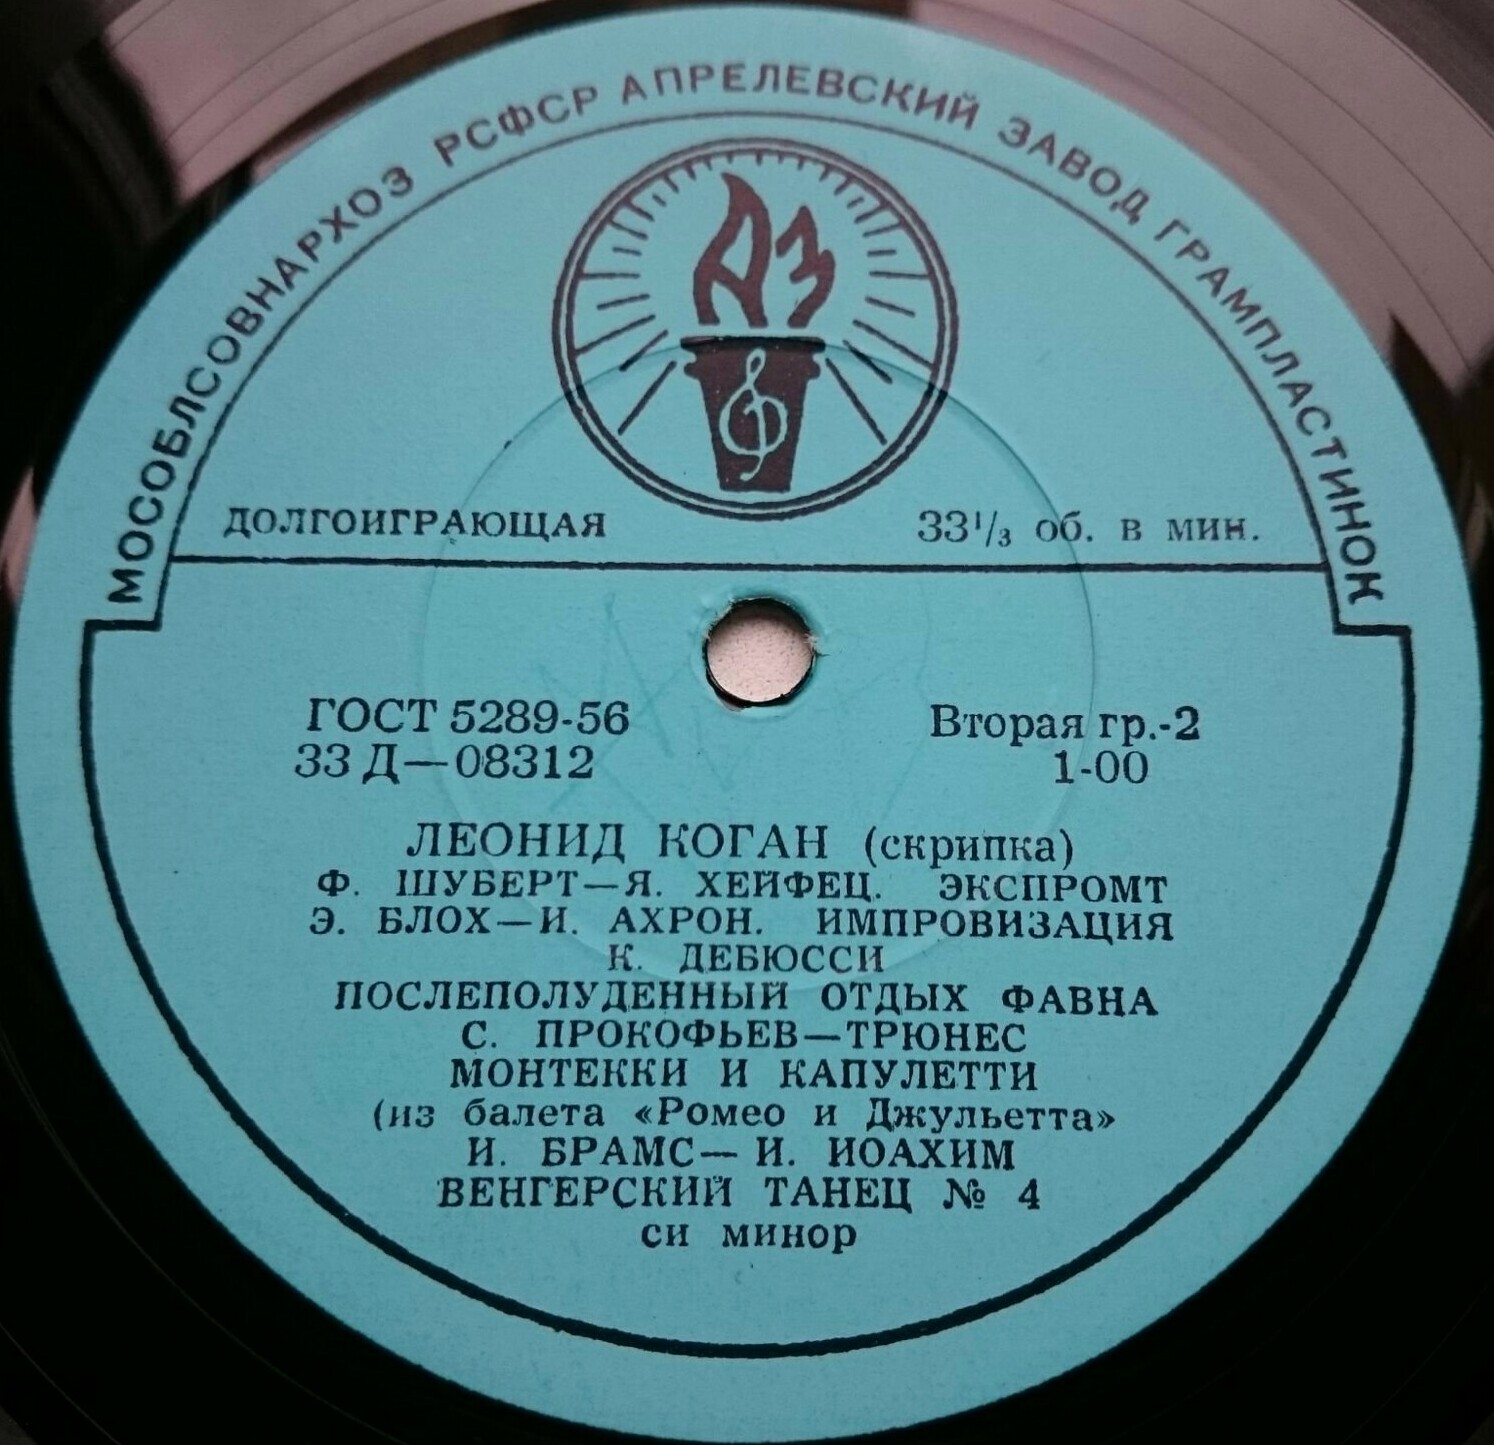 МОСОБЛСОВНАРХОЗ РСФСР АПРЕЛЕВСКИЙ ЗАВОД ГРАМПЛАСТИНОК
АЗ
ДОЛГОИГРАЮЩАЯ 33⅓ об. в мин.
ГОСТ 5289-56 Вторая гр.-2
33 Д—08312 1-00
ЛЕОНИД КОГАН (скрипка)
Ф. ШУБЕРТ—Я. ХЕЙФЕЦ. ЭКСПРОМТ
Э. БЛОХ—И. АХРОН. ИМПРОВИЗАЦИЯ
К. ДЕБЮССИ
ПОСЛЕПОЛУДЕННЫЙ ОТДЫХ ФАВНА
С. ПРОКОФЬЕВ—ТРЮНЕС
МОНТЕККИ И КАПУЛЕТТИ
(из балета «Ромео и Джульетта»
И. БРАМС— И. ИОАХИМ
ВЕНГЕРСКИЙ ТАНЕЦ № 4
си минор